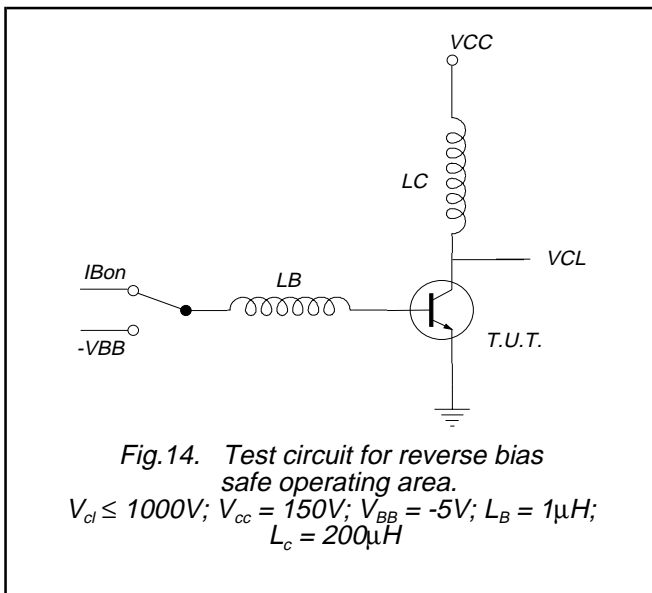 VCC
LC
VCL
IBon
LB
-VBB
T.U.T.
Fig.14. Test circuit for reverse bias
safe operating area.
Vcl ≤ 1000V; Vcc = 150V; VBB = -5V; LB = 1μH;
Lc = 200μH